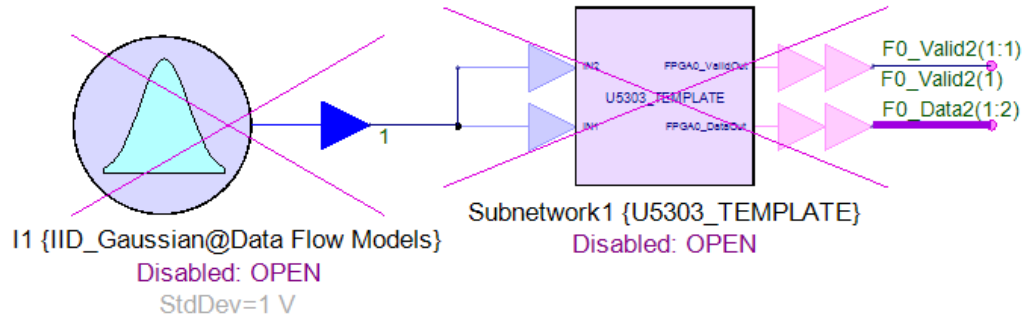 F0_Valid2(1:1)
IN2
FPGA0_ValidOut
F0_Valid2(1)
U5303_TEMPLATE
F0_Data2(1:2)
1
IN1
FPGA0_DataOut
Subnetwork1 {U5303_TEMPLATE}
Disabled: OPEN
I1 {IID_Gaussian@Data Flow Models}
Disabled: OPEN
StdDev=1 V